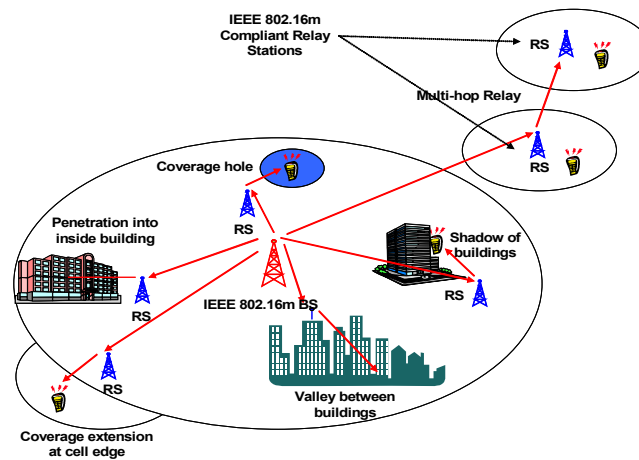 IEEE 802.16m
Compliant Relay
Stations
RS
Multi-hop Relay
RS
Coverage hole
RS
Penetration into
inside building
Shadow of
buildings
RS
RS
IEEE 802.16m BS
RS
Valley between
buildings
Coverage extension
at cell edge